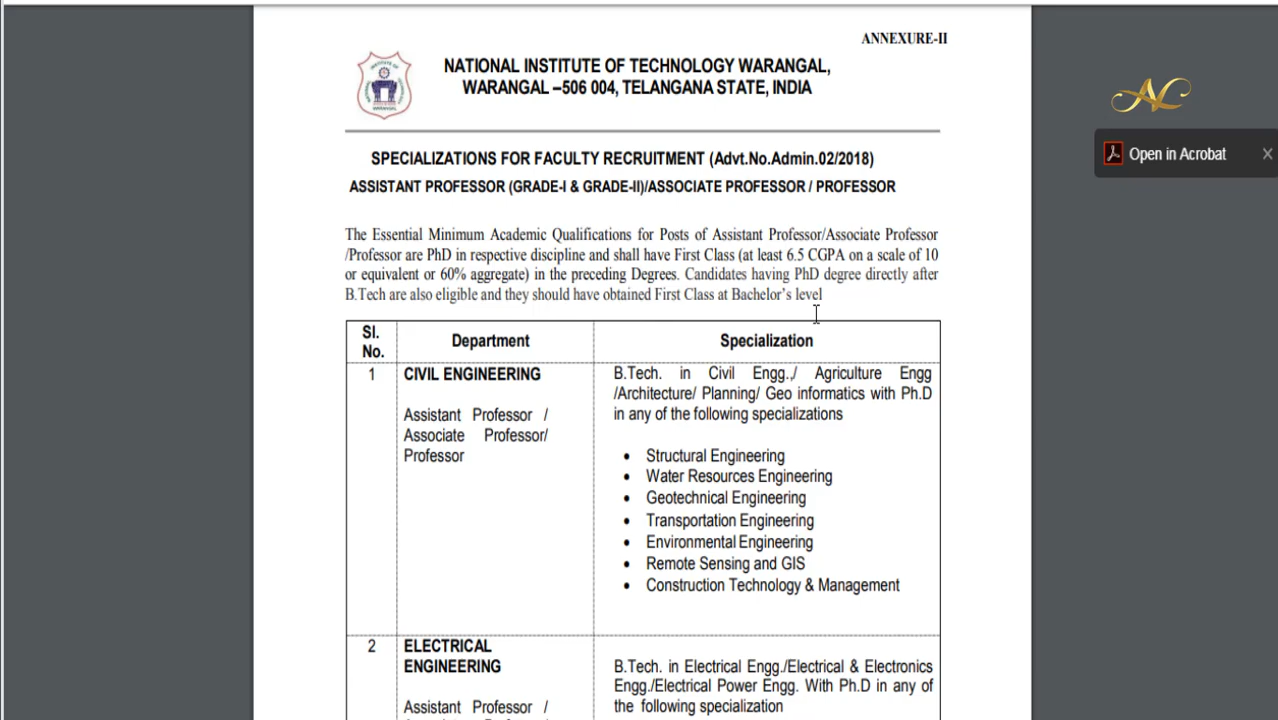 ANNEXURE-II
NATIONAL INSTITUTE OF TECHNOLOGY WARANGAL,
WARANGAL –506 004, TELANGANA STATE, INDIA
AC
Open in Acrobat
SPECIALIZATIONS FOR FACULTY RECRUITMENT (Advt.No.Admin.02/2018)
ASSISTANT PROFESSOR (GRADE-I & GRADE-II)/ASSOCIATE PROFESSOR / PROFESSOR
The Essential Minimum Academic Qualifications for Posts of Assistant Professor/Associate Professor
/Professor are PhD in respective discipline and shall have First Class (at least 6.5 CGPA on a scale of 10
or equivalent or 60% aggregate) in the preceding Degrees. Candidates having PhD degree directly after
B.Tech are also eligible and they should have obtained First Class at Bachelor's level
Sl. No.
Department
Specialization
1
CIVIL ENGINEERING
Assistant Professor /
Associate Professor/
Professor
B.Tech. in Civil Engg.,/ Agriculture Engg
/Architecture/ Planning/ Geo informatics with Ph.D
in any of the following specializations
• Structural Engineering
• Water Resources Engineering
• Geotechnical Engineering
• Transportation Engineering
• Environmental Engineering
• Remote Sensing and GIS
• Construction Technology & Management
2
ELECTRICAL
ENGINEERING
Assistant Professor /
B.Tech. in Electrical Engg./Electrical & Electronics
Engg./Electrical Power Engg. With Ph.D in any of
the following specialization